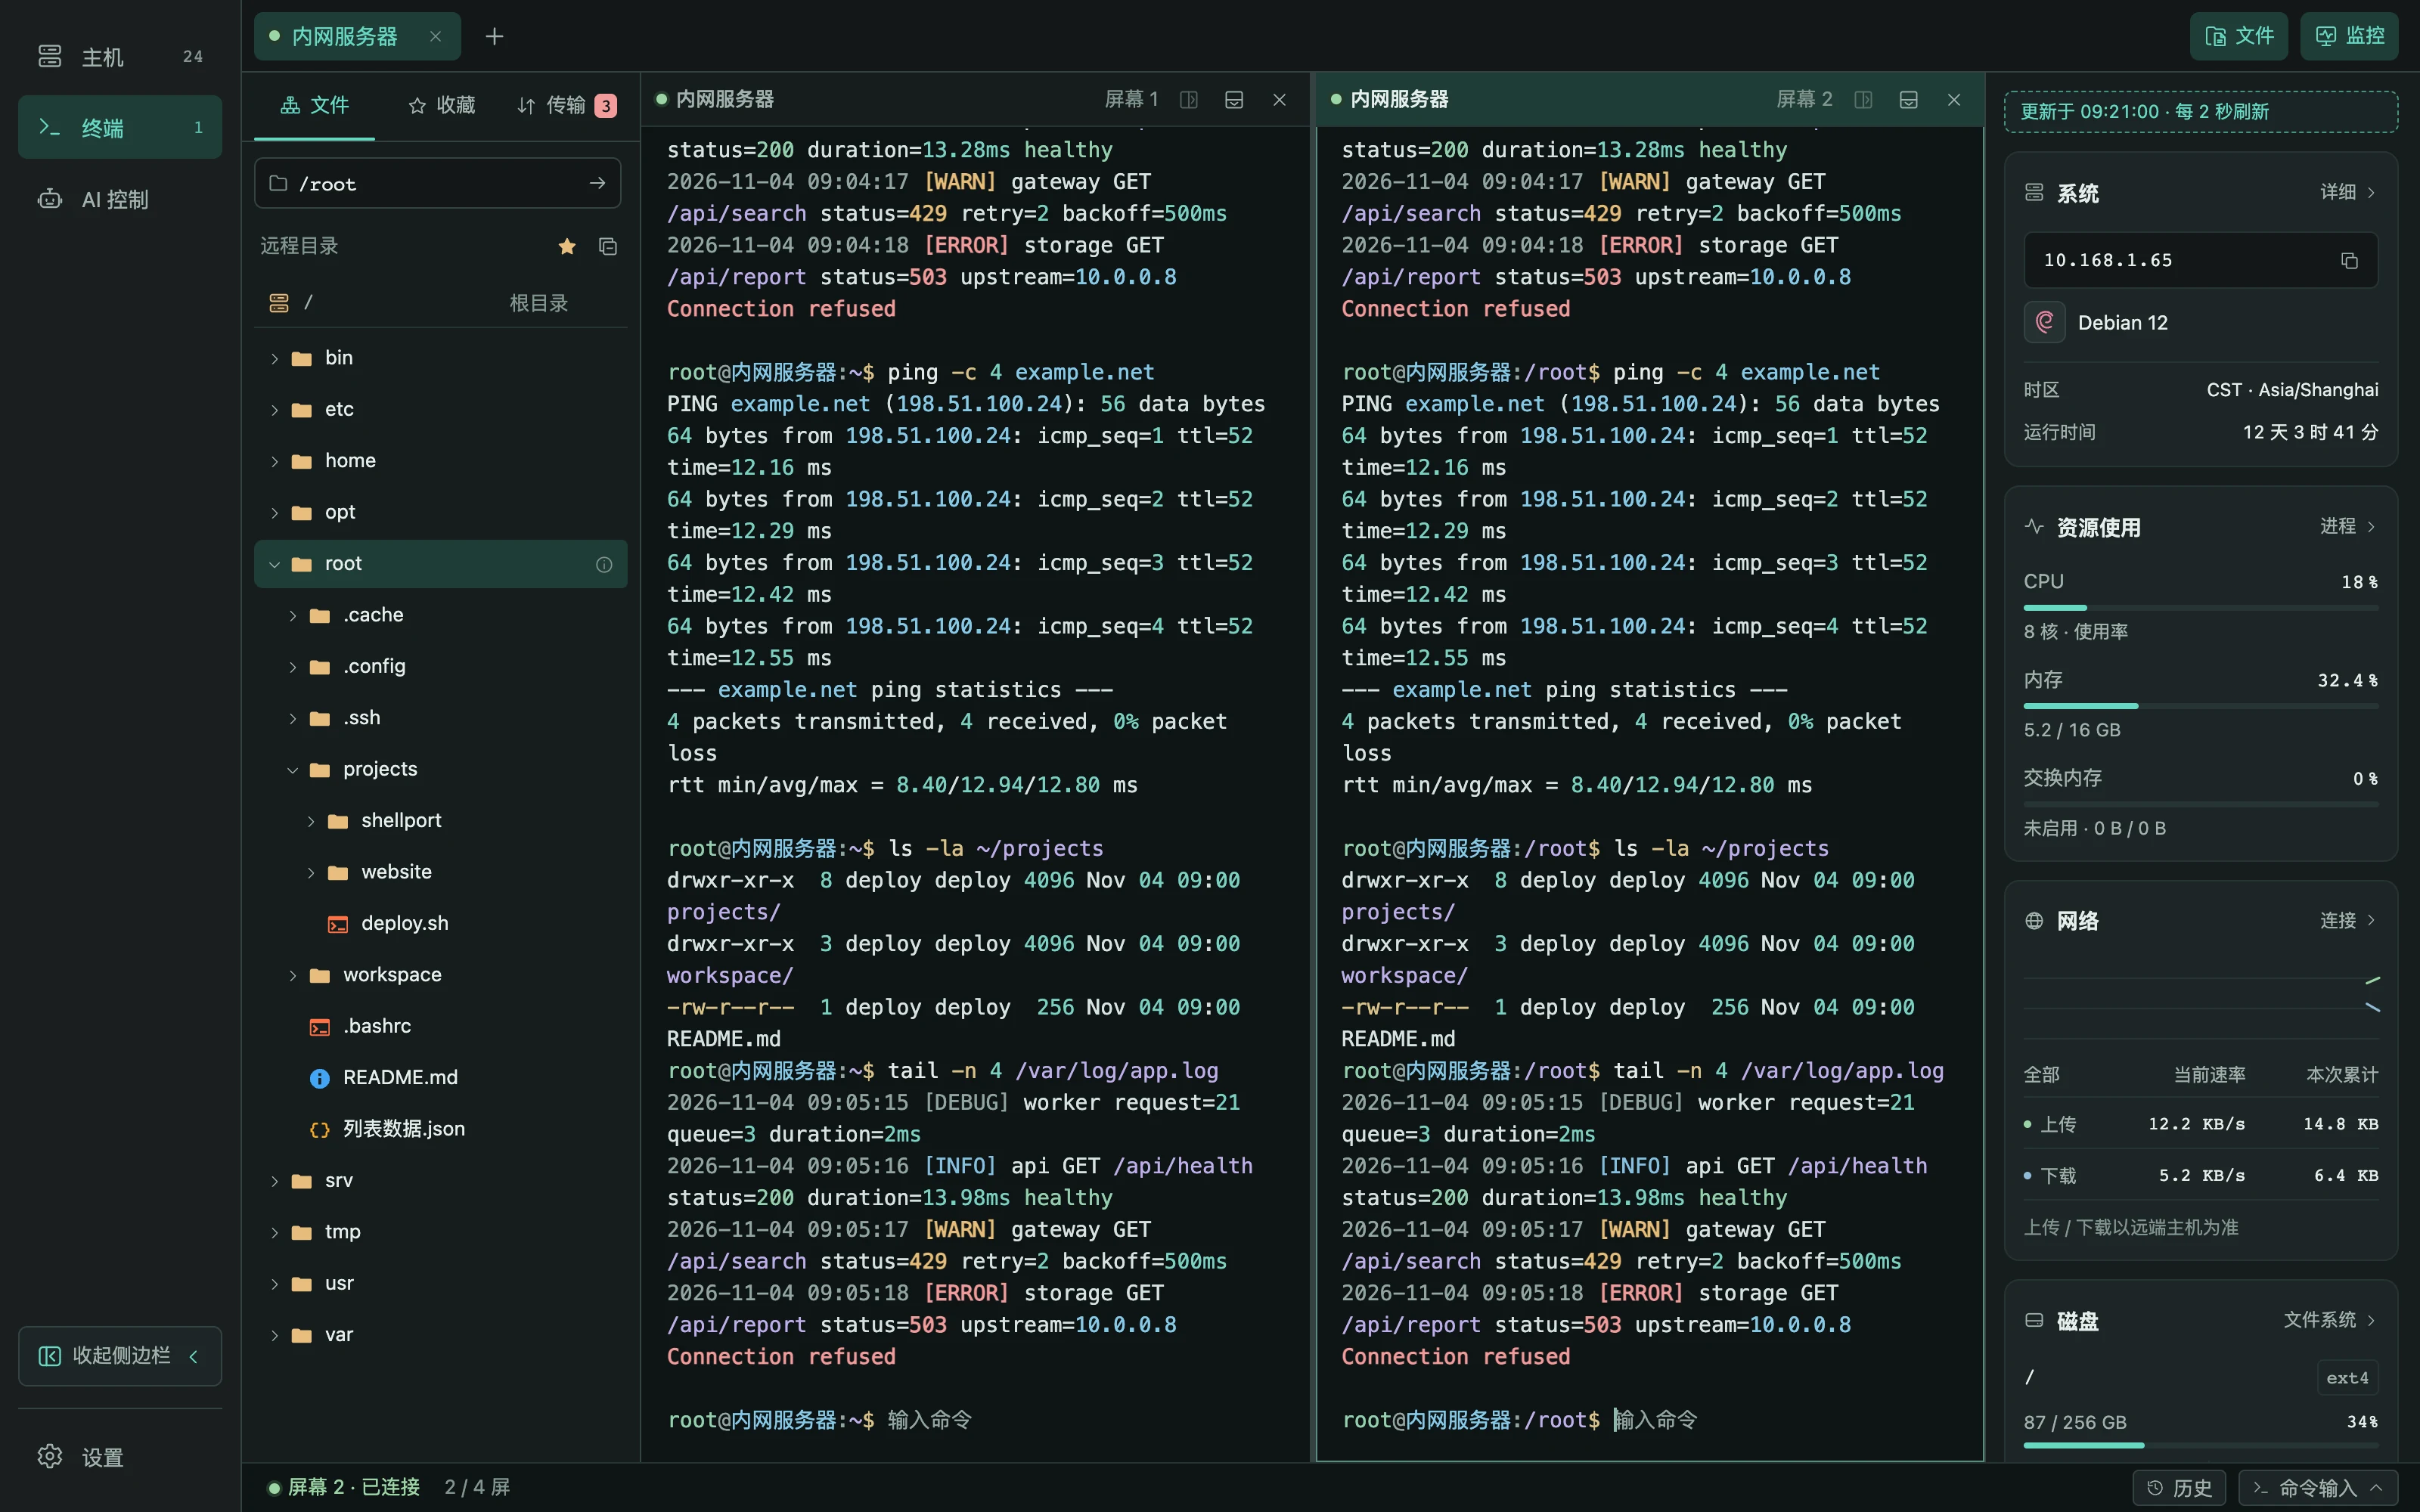 主机 24
终端 1
AI 控制
收起侧边栏
设置
内网服务器
文件
监控
文件
收藏
传输 3
/root
远程目录
/ 根目录
bin
etc
home
opt
root
.cache
.config
.ssh
projects
shellport
website
deploy.sh
workspace
.bashrc
README.md
列表数据.json
srv
tmp
usr
var
内网服务器 屏幕 1
status=200 duration=13.28ms healthy
2026-11-04 09:04:17 [WARN] gateway GET
/api/search status=429 retry=2 backoff=500ms
2026-11-04 09:04:18 [ERROR] storage GET
/api/report status=503 upstream=10.0.0.8
Connection refused
root@内网服务器:~$ ping -c 4 example.net
PING example.net (198.51.100.24): 56 data bytes
64 bytes from 198.51.100.24: icmp_seq=1 ttl=52
time=12.16 ms
64 bytes from 198.51.100.24: icmp_seq=2 ttl=52
time=12.29 ms
64 bytes from 198.51.100.24: icmp_seq=3 ttl=52
time=12.42 ms
64 bytes from 198.51.100.24: icmp_seq=4 ttl=52
time=12.55 ms
--- example.net ping statistics ---
4 packets transmitted, 4 received, 0% packet
loss
rtt min/avg/max = 8.40/12.94/12.80 ms
root@内网服务器:~$ ls -la ~/projects
drwxr-xr-x  8 deploy deploy 4096 Nov 04 09:00
projects/
drwxr-xr-x  3 deploy deploy 4096 Nov 04 09:00
workspace/
-rw-r--r--  1 deploy deploy  256 Nov 04 09:00
README.md
root@内网服务器:~$ tail -n 4 /var/log/app.log
2026-11-04 09:05:15 [DEBUG] worker request=21
queue=3 duration=2ms
2026-11-04 09:05:16 [INFO] api GET /api/health
status=200 duration=13.98ms healthy
2026-11-04 09:05:17 [WARN] gateway GET
/api/search status=429 retry=2 backoff=500ms
2026-11-04 09:05:18 [ERROR] storage GET
/api/report status=503 upstream=10.0.0.8
Connection refused
root@内网服务器:~$ 输入命令
内网服务器 屏幕 2
status=200 duration=13.28ms healthy
2026-11-04 09:04:17 [WARN] gateway GET
/api/search status=429 retry=2 backoff=500ms
2026-11-04 09:04:18 [ERROR] storage GET
/api/report status=503 upstream=10.0.0.8
Connection refused
root@内网服务器:/root$ ping -c 4 example.net
PING example.net (198.51.100.24): 56 data bytes
64 bytes from 198.51.100.24: icmp_seq=1 ttl=52
time=12.16 ms
64 bytes from 198.51.100.24: icmp_seq=2 ttl=52
time=12.29 ms
64 bytes from 198.51.100.24: icmp_seq=3 ttl=52
time=12.42 ms
64 bytes from 198.51.100.24: icmp_seq=4 ttl=52
time=12.55 ms
--- example.net ping statistics ---
4 packets transmitted, 4 received, 0% packet
loss
rtt min/avg/max = 8.40/12.94/12.80 ms
root@内网服务器:/root$ ls -la ~/projects
drwxr-xr-x  8 deploy deploy 4096 Nov 04 09:00
projects/
drwxr-xr-x  3 deploy deploy 4096 Nov 04 09:00
workspace/
-rw-r--r--  1 deploy deploy  256 Nov 04 09:00
README.md
root@内网服务器:/root$ tail -n 4 /var/log/app.log
2026-11-04 09:05:15 [DEBUG] worker request=21
queue=3 duration=2ms
2026-11-04 09:05:16 [INFO] api GET /api/health
status=200 duration=13.98ms healthy
2026-11-04 09:05:17 [WARN] gateway GET
/api/search status=429 retry=2 backoff=500ms
2026-11-04 09:05:18 [ERROR] storage GET
/api/report status=503 upstream=10.0.0.8
Connection refused
root@内网服务器:/root$ 输入命令
更新于 09:21:00 · 每 2 秒刷新
系统 详细
10.168.1.65
Debian 12
时区 CST · Asia/Shanghai
运行时间 12 天 3 时 41 分
资源使用 进程
CPU 18%
8 核 · 使用率
内存 32.4%
5.2 / 16 GB
交换内存 0%
未启用 · 0 B / 0 B
网络 连接
全部 当前速率 本次累计
上传 12.2 KB/s 14.8 KB
下载 5.2 KB/s 6.4 KB
上传 / 下载以远端主机为准
磁盘 文件系统
/ ext4
87 / 256 GB 34%
屏幕 2 · 已连接 2 / 4 屏
历史
命令输入